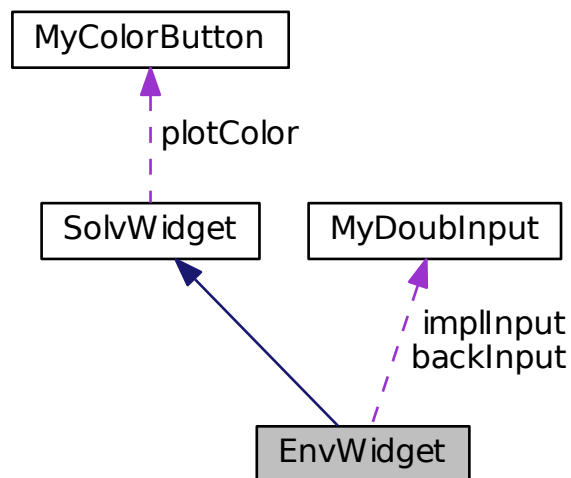 MyColorButton
plotColor
SolvWidget
MyDoubInput
implInput
backInput
EnvWidget